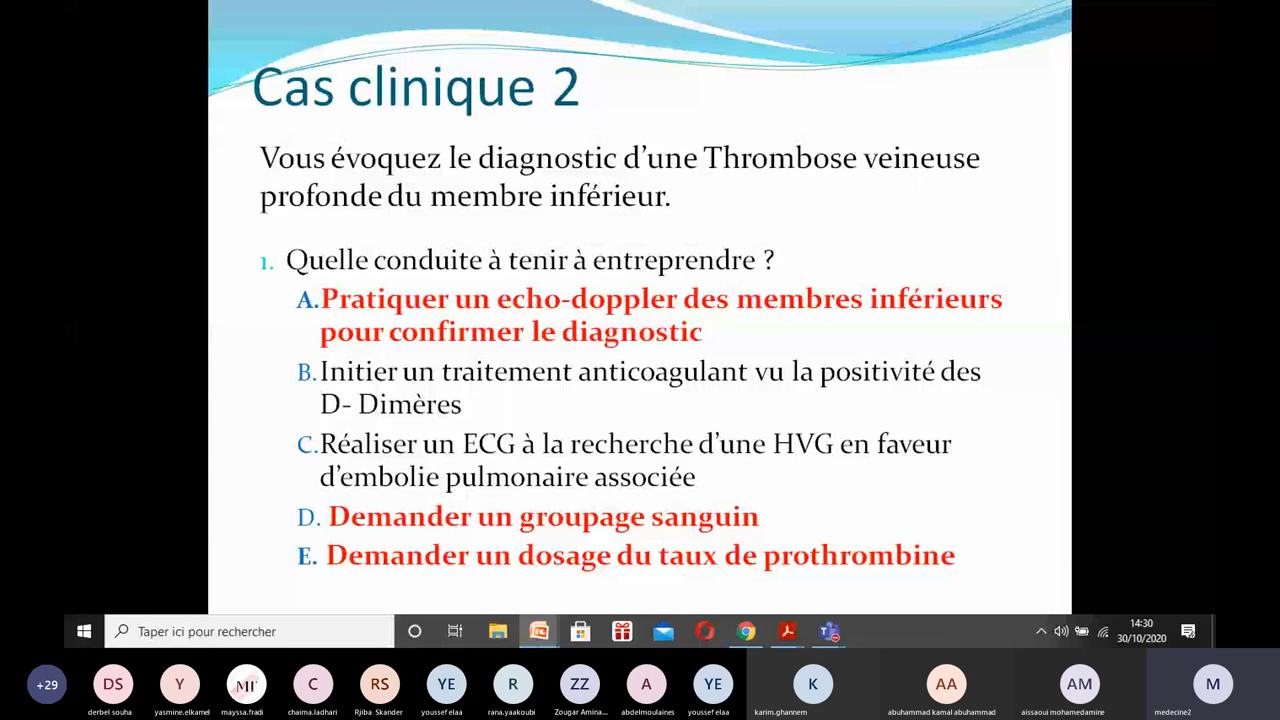 Cas clinique 2
Vous évoquez le diagnostic d’une Thrombose veineuse
profonde du membre inférieur.
1. Quelle conduite à tenir à entreprendre ?
A.Pratiquer un echo-doppler des membres inférieurs
pour confirmer le diagnostic
B.Initier un traitement anticoagulant vu la positivité des
D- Dimères
C.Réaliser un ECG à la recherche d’une HVG en faveur
d’embolie pulmonaire associée
D. Demander un groupage sanguin
E. Demander un dosage du taux de prothrombine
Taper ici pour rechercher
14:30
30/10/2020
+29 DS Y MF C RS YE R ZZ A YE K AA AM M
derbel souha yasmine.elkamel mayssa.fradi chaima.ladhari Rjiba Skander youssef elaa rana.yaakoubi Zougar Amina... abdelmoulaines youssef elaa karim.ghannem abuhammad kamal abuhammad aissaoui mohamedamine medecine2